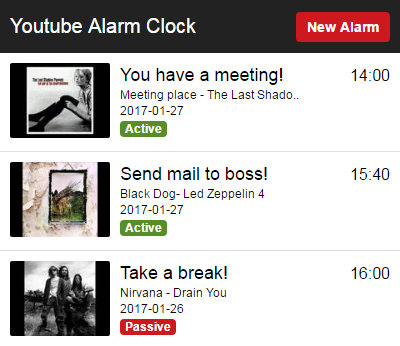 Youtube Alarm Clock
New Alarm
You have a meeting!
14:00
Meeting place - The Last Shado..
2017-01-27
Active
Send mail to boss!
15:40
Black Dog- Led Zeppelin 4
2017-01-27
Active
Take a break!
16:00
Nirvana - Drain You
2017-01-26
Passive